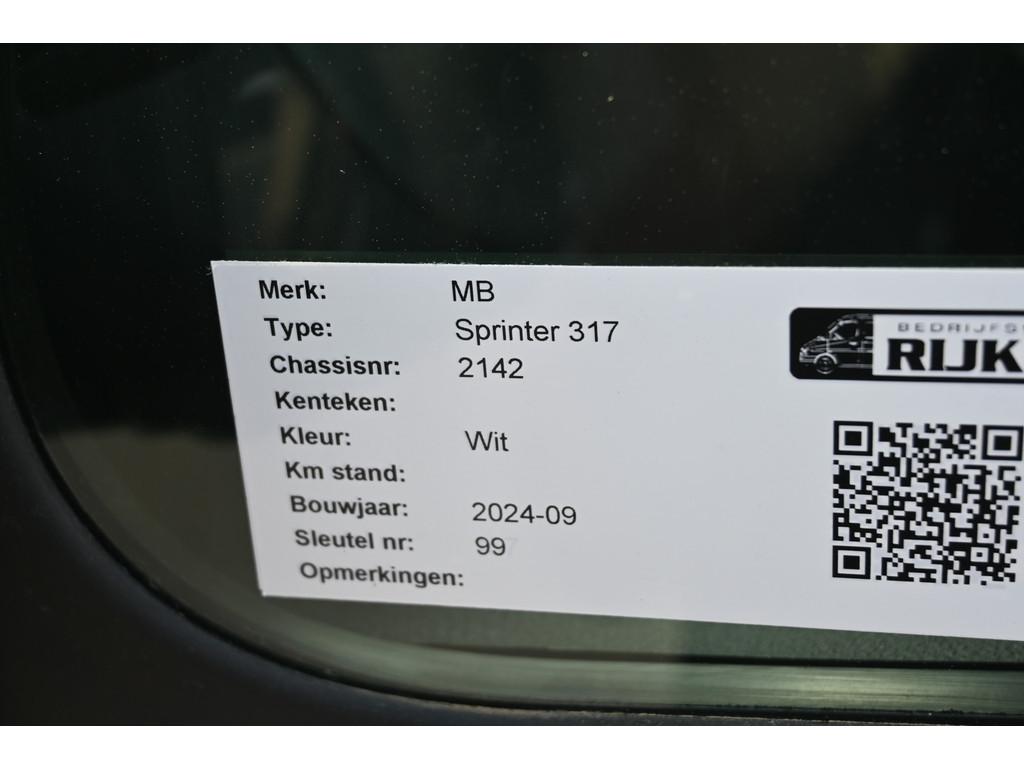 Merk: MB
Type: Sprinter 317
Chassisnr: 2142
Kenteken:
Kleur: Wit
Km stand:
Bouwjaar: 2024-09
Sleutel nr: 99
Opmerkingen:
RIJK